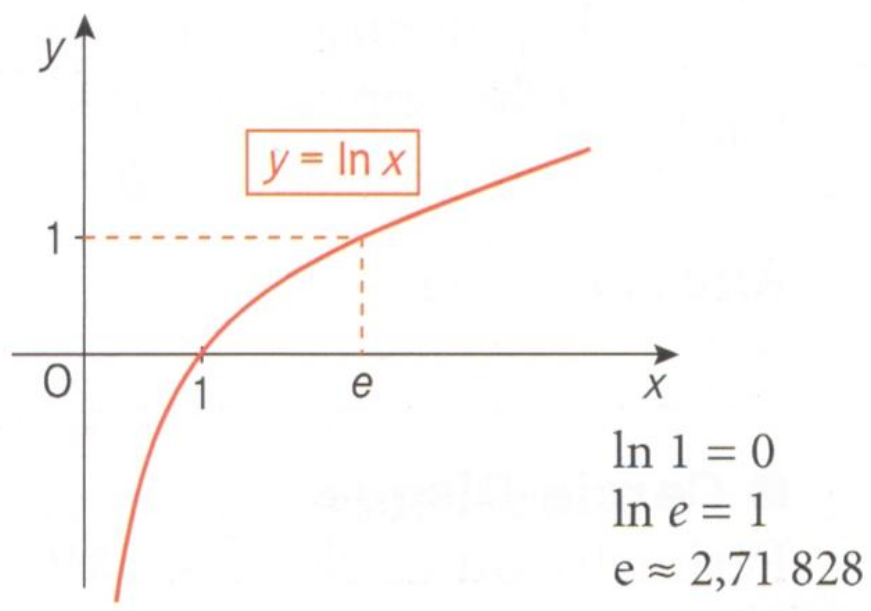 y
y = ln x
1
O
1
e
x
ln 1 = 0
ln e = 1
e ≈ 2,71 828